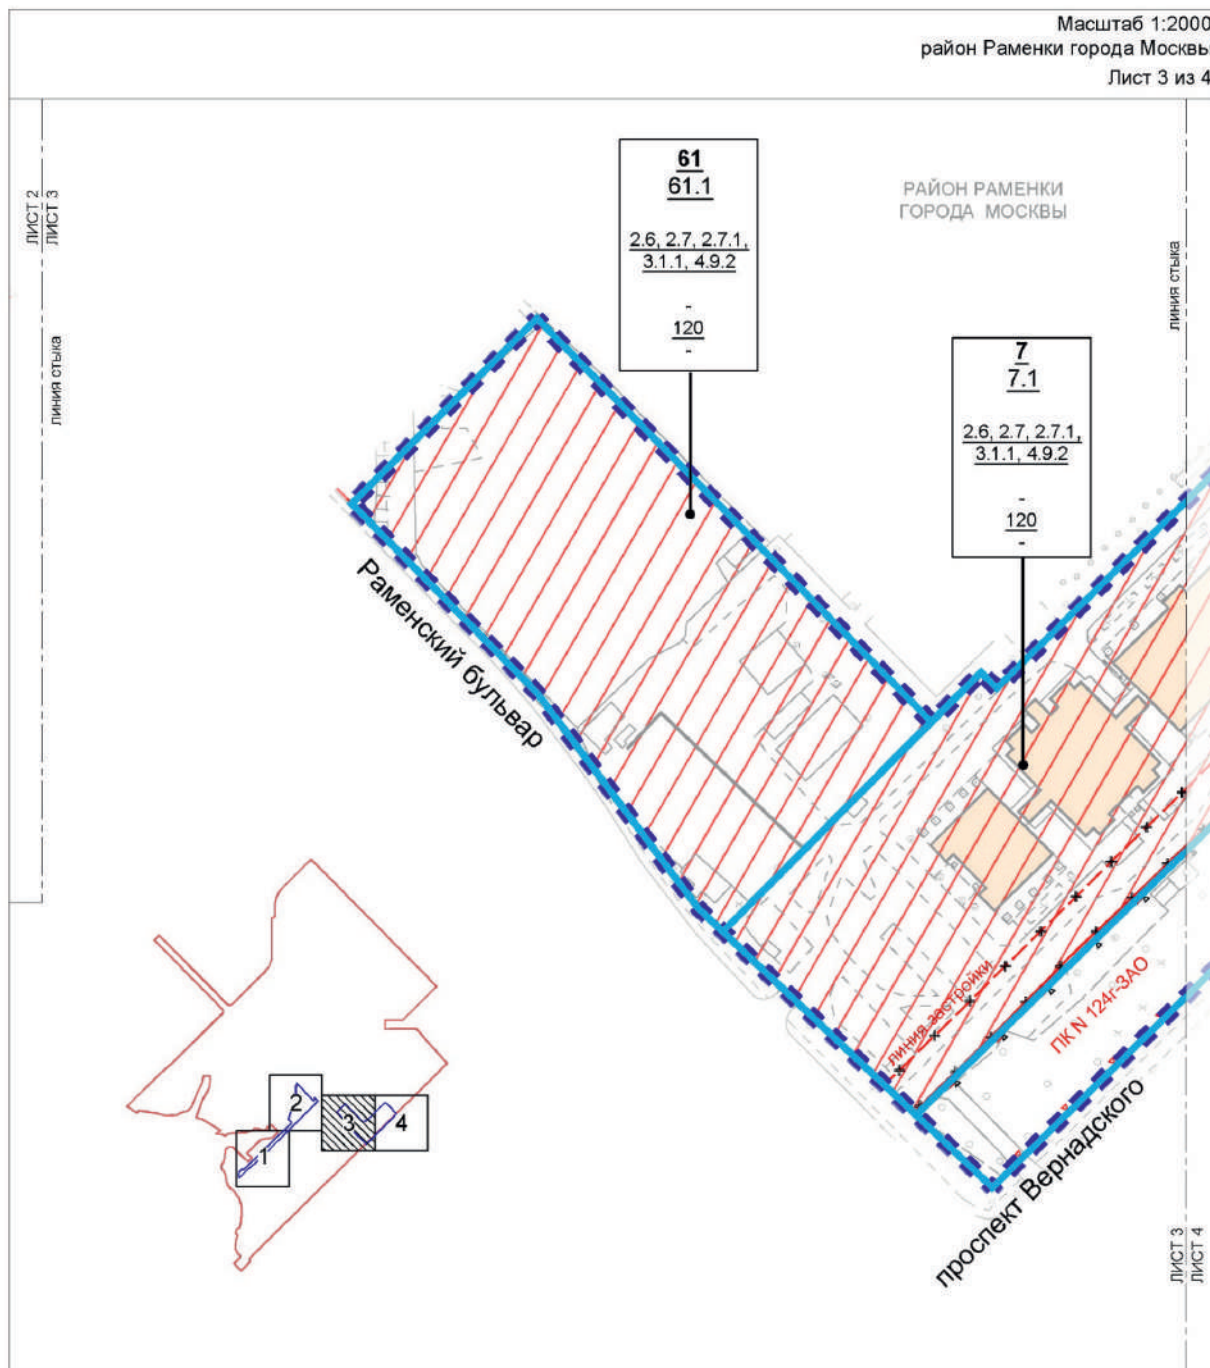 Масштаб 1:2000
район Раменки города Москвы
Лист 3 из 4
ЛИСТ 2
ЛИСТ 3
линия стыка
61
61.1
2.6, 2.7, 2.7.1,
3.1.1, 4.9.2
-
120
-
РАЙОН РАМЕНКИ
ГОРОДА МОСКВЫ
линия стыка
7
7.1
2.6, 2.7, 2.7.1,
3.1.1, 4.9.2
-
120
-
Раменский бульвар
линия застройки
ПК N 124г-ЗАО
проспект Вернадского
2
3
4
1
ЛИСТ 3
ЛИСТ 4